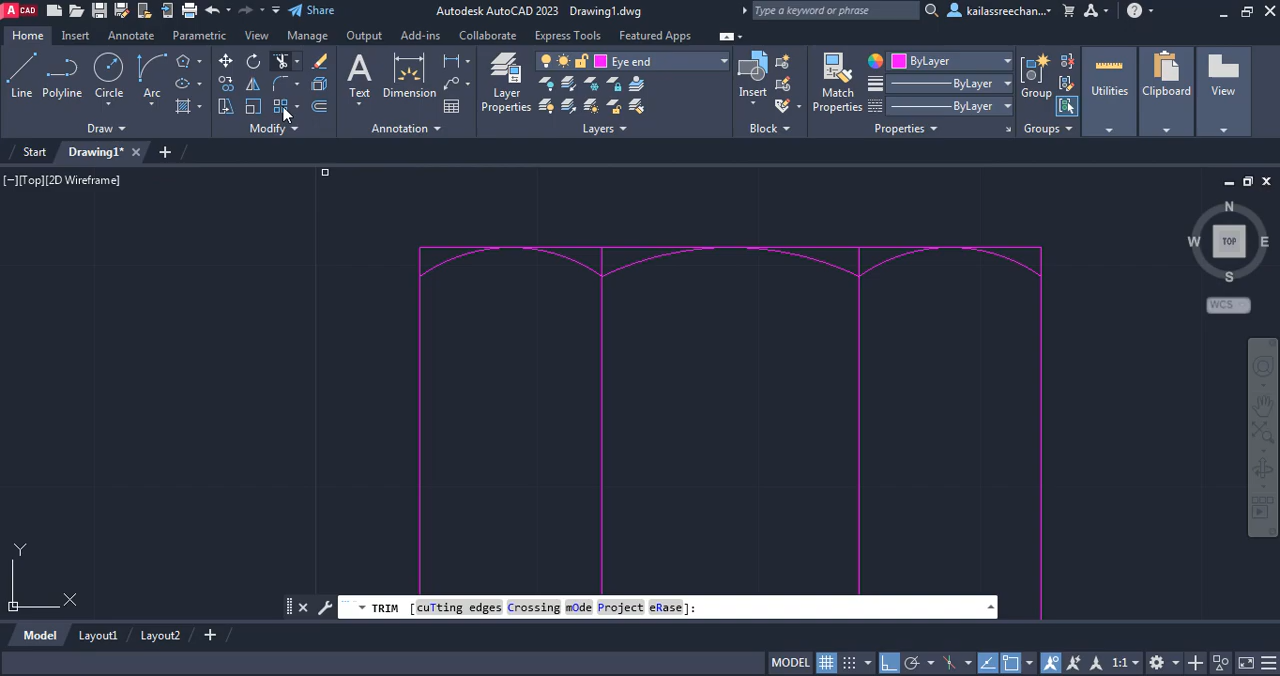 A CAD Share Autodesk AutoCAD 2023 Drawing1.dwg Type a keyword or phrase kailassreechan... ?
Home Insert Annotate Parametric View Manage Output Add-ins Collaborate Express Tools Featured Apps
Line Polyline Circle Arc
Text Dimension
Layer Properties
Eye end
Insert
Match Properties
ByLayer
ByLayer
ByLayer
Group
Utilities
Clipboard
View
Draw Modify Annotation Layers Block Properties Groups
Start Drawing1*
[−][Top][2D Wireframe]
N
W TOP E
S
WCS
Y
X
TRIM [cuTting edges Crossing mOde Project eRase]:
Model Layout1 Layout2
MODEL 1:1